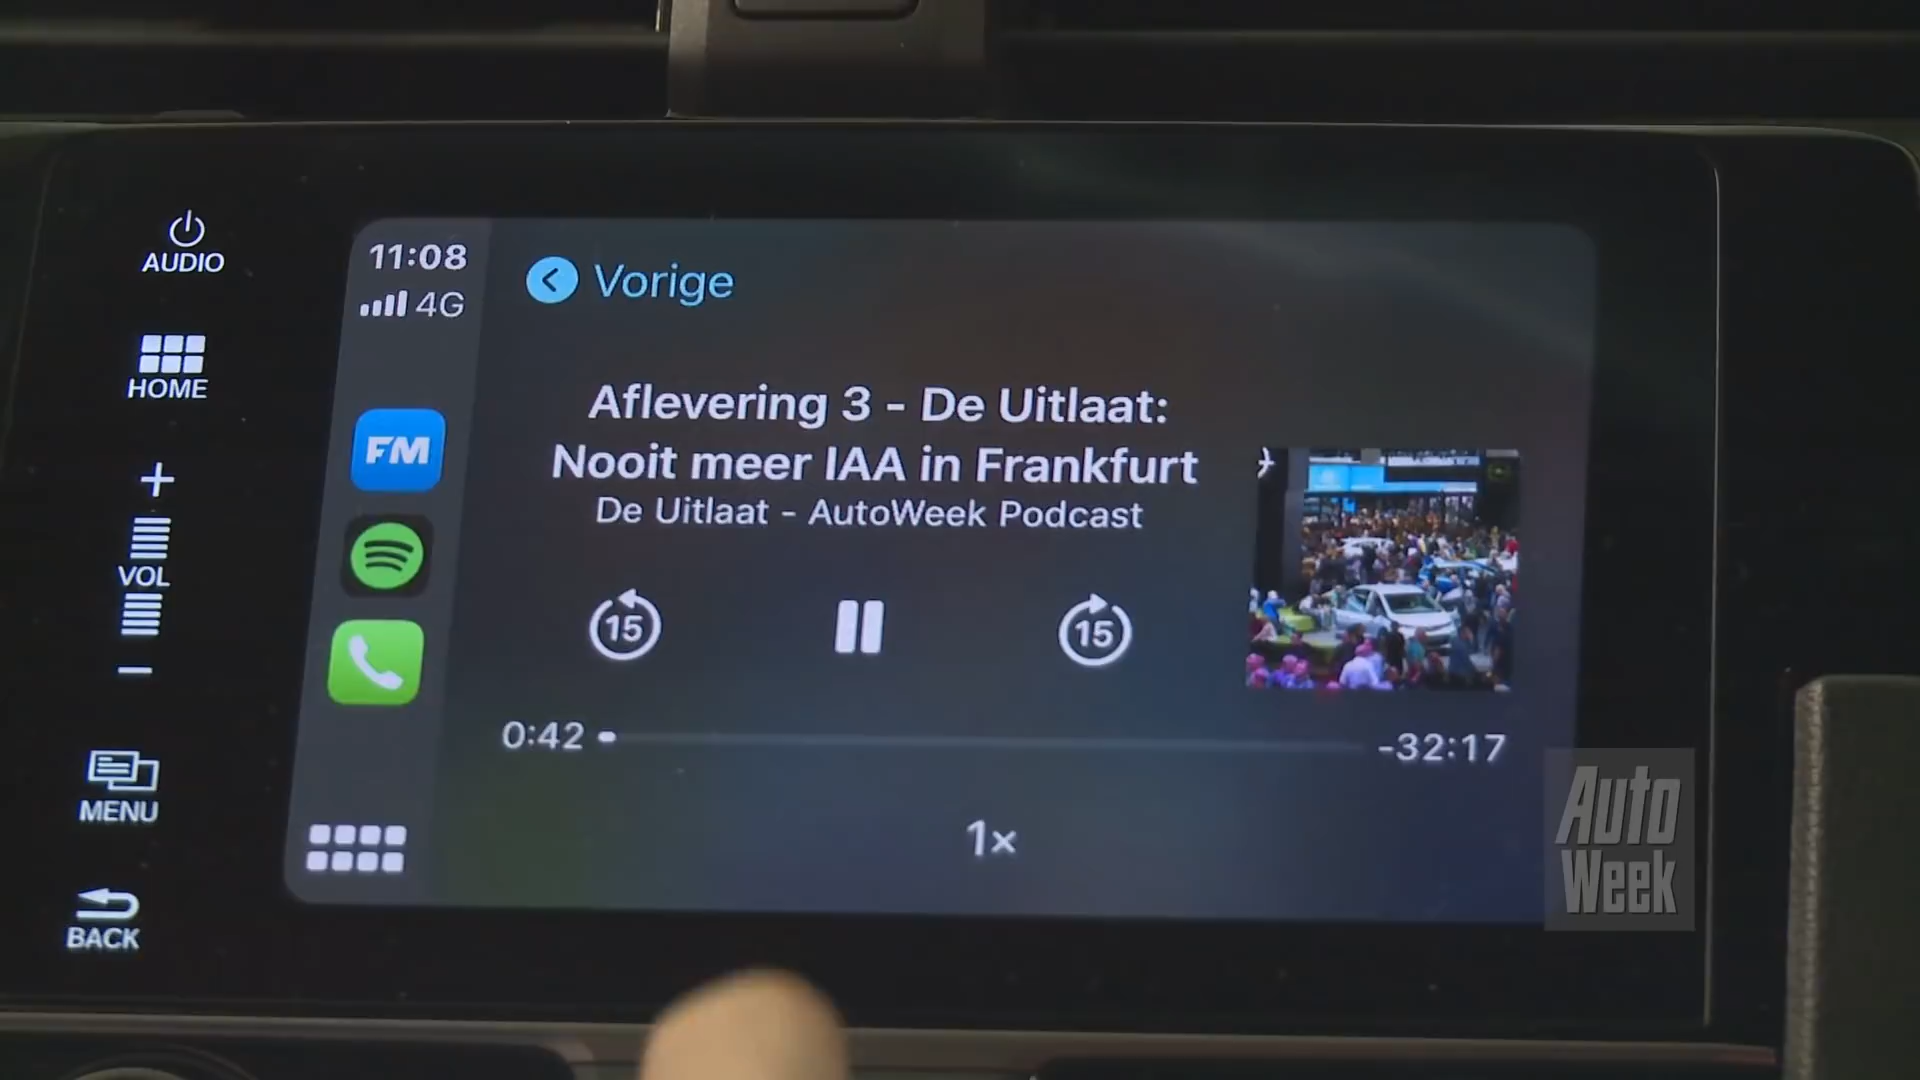 AUDIO
HOME
+
VOL
−
MENU
BACK
11:08
4G
FM
Vorige
Aflevering 3 - De Uitlaat:
Nooit meer IAA in Frankfurt
De Uitlaat - AutoWeek Podcast
15
15
0:42
-32:17
1×
Auto
Week